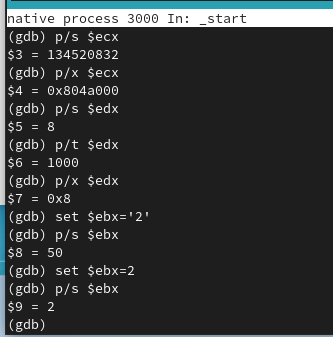 native process 3000 In: _start
(gdb) p/s $ecx
$3 = 134520832
(gdb) p/x $ecx
$4 = 0x804a000
(gdb) p/s $edx
$5 = 8
(gdb) p/t $edx
$6 = 1000
(gdb) p/x $edx
$7 = 0x8
(gdb) set $ebx='2'
(gdb) p/s $ebx
$8 = 50
(gdb) set $ebx=2
(gdb) p/s $ebx
$9 = 2
(gdb)